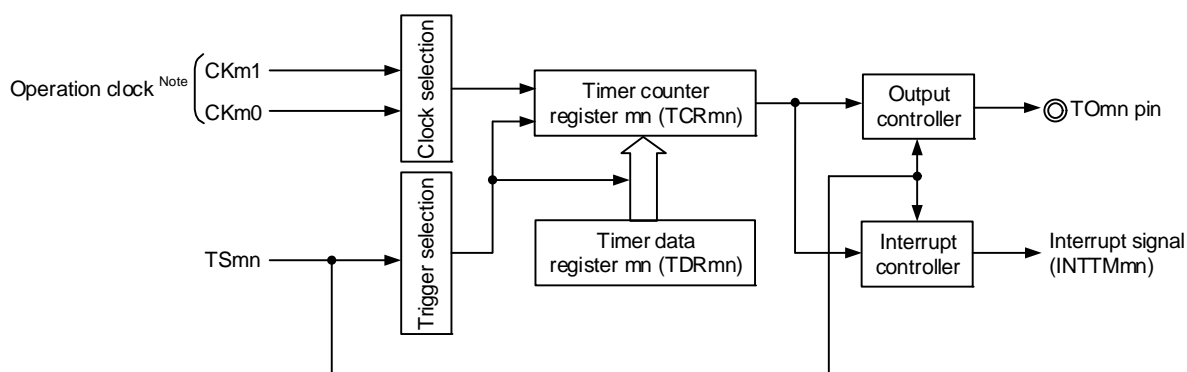 Operation clock Note
CKm1
CKm0
Clock selection
Timer counter
register mn (TCRmn)
Output
controller
TOmn pin
TSmn
Trigger selection
Timer data
register mn (TDRmn)
Interrupt
controller
Interrupt signal
(INTTMmn)